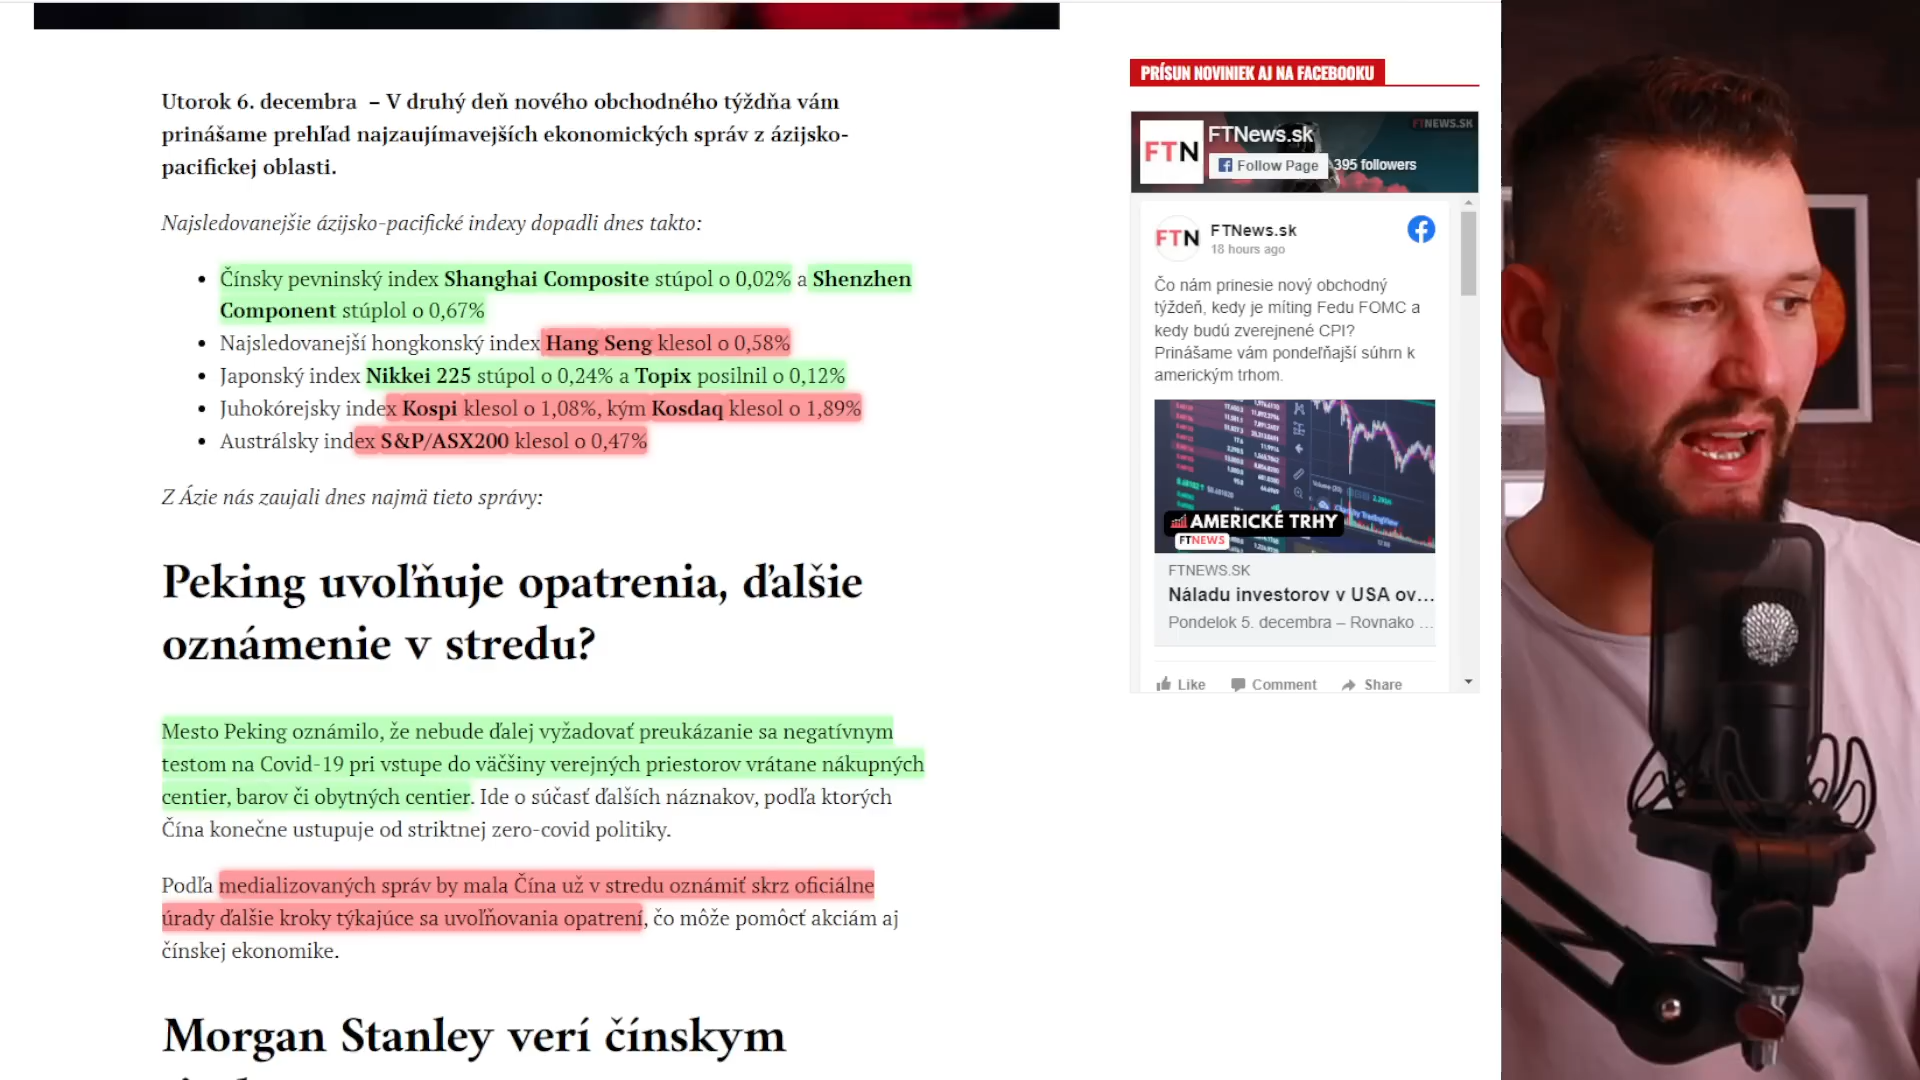 Utorok 6. decembra – V druhý deň nového obchodného týždňa vám
prinášame prehľad najzaujímavejších ekonomických správ z ázijsko-
pacifickej oblasti.
Najsledovanejšie ázijsko-pacifické indexy dopadli dnes takto:
• Čínsky pevninský index Shanghai Composite stúpol o 0,02% a Shenzhen
Component stúplol o 0,67%
• Najsledovanejší hongkonský index Hang Seng klesol o 0,58%
• Japonský index Nikkei 225 stúpol o 0,24% a Topix posilnil o 0,12%
• Juhokórejsky index Kospi klesol o 1,08%, kým Kosdaq klesol o 1,89%
• Austrálsky index S&P/ASX200 klesol o 0,47%
Z Ázie nás zaujali dnes najmä tieto správy:
Peking uvoľňuje opatrenia, ďalšie
oznámenie v stredu?
Mesto Peking oznámilo, že nebude ďalej vyžadovať preukázanie sa negatívnym
testom na Covid-19 pri vstupe do väčšiny verejných priestorov vrátane nákupných
centier, barov či obytných centier. Ide o súčasť ďalších náznakov, podľa ktorých
Čína konečne ustupuje od striktnej zero-covid politiky.
Podľa medializovaných správ by mala Čína už v stredu oznámiť skrz oficiálne
úrady ďalšie kroky týkajúce sa uvoľňovania opatrení, čo môže pomôcť akciám aj
čínskej ekonomike.
Morgan Stanley verí čínskym
PRÍSUN NOVINIEK AJ NA FACEBOOKU
FTNEWS.SK
FTN
FTNews.sk
Follow Page
395 followers
FTN
FTNews.sk
18 hours ago
Čo nám prinesie nový obchodný
týždeň, kedy je míting Fedu FOMC a
kedy budú zverejnené CPI?
Prinášame vám pondeľňajší súhrn k
americkým trhom.
AMERICKÉ TRHY
FTNEWS
FTNEWS.SK
Náladu investorov v USA ov...
Pondelok 5. decembra – Rovnako ...
Like
Comment
Share